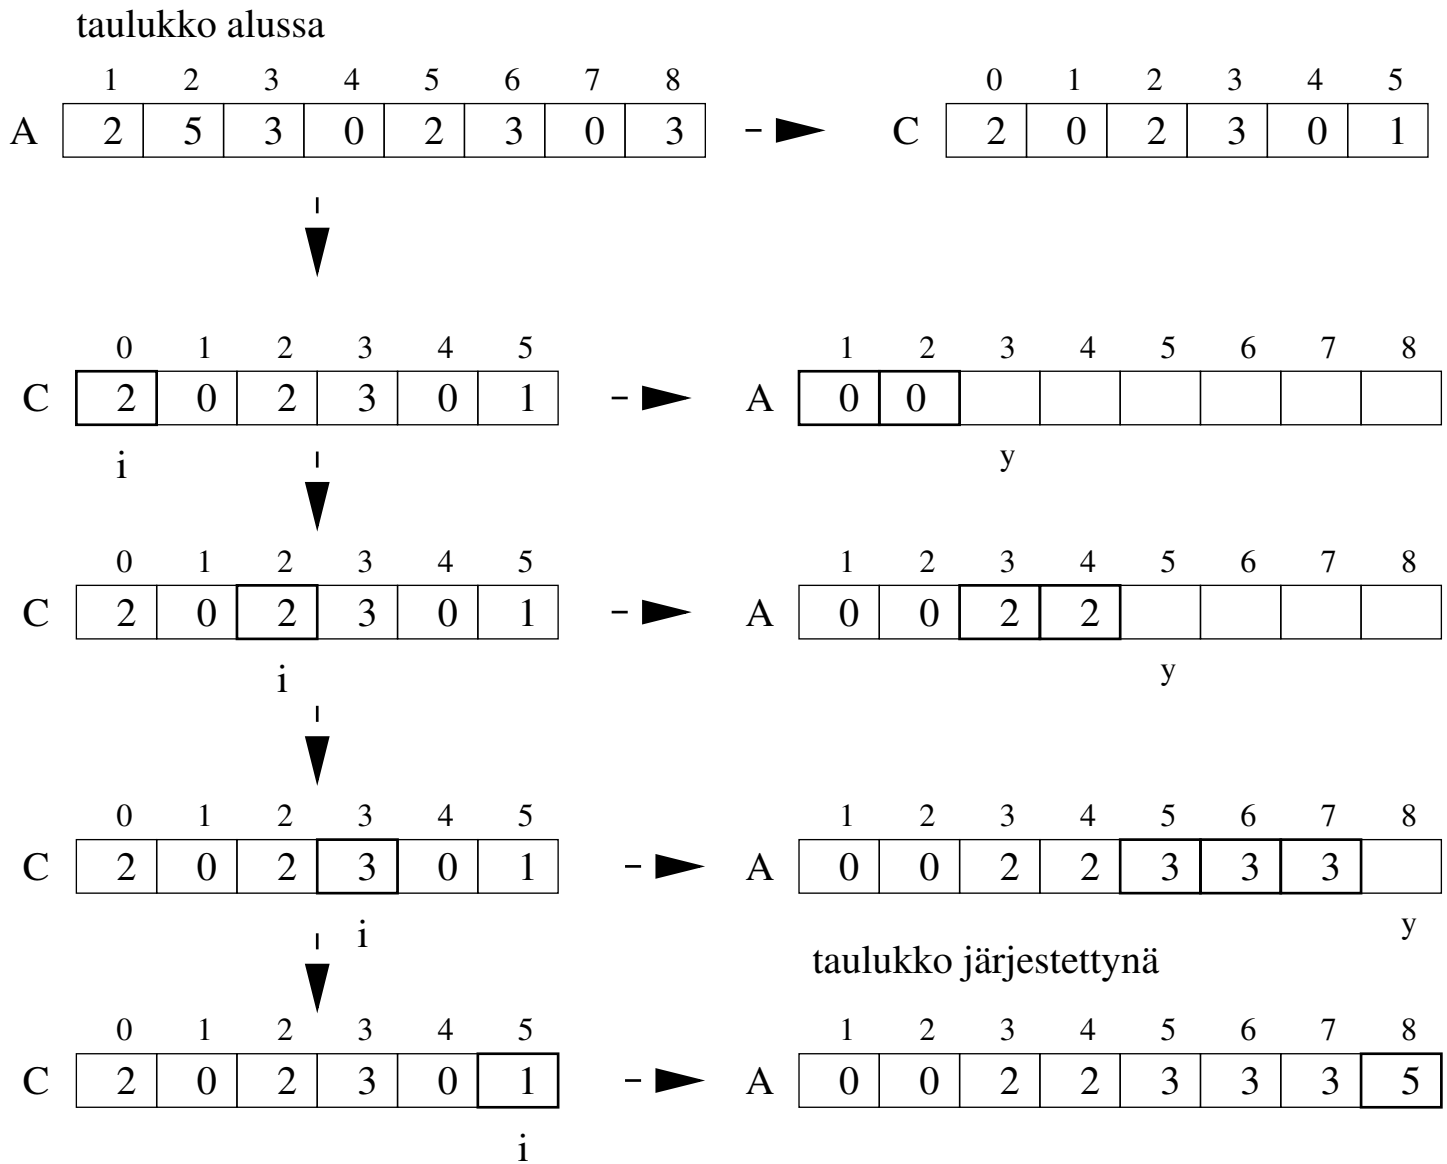 taulukko alussa
1 2 3 4 5 6 7 8 0 1 2 3 4 5
A 2 5 3 0 2 3 0 3 C 2 0 2 3 0 1
0 1 2 3 4 5 1 2 3 4 5 6 7 8
C 2 0 2 3 0 1 A 0 0
i y
0 1 2 3 4 5 1 2 3 4 5 6 7 8
C 2 0 2 3 0 1 A 0 0 2 2
i y
0 1 2 3 4 5 1 2 3 4 5 6 7 8
C 2 0 2 3 0 1 A 0 0 2 2 3 3 3
i y
taulukko järjestettynä
0 1 2 3 4 5 1 2 3 4 5 6 7 8
C 2 0 2 3 0 1 A 0 0 2 2 3 3 3 5
i